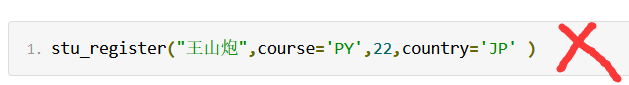 1. stu_register("王山炮",course='PY',22,country='JP' )